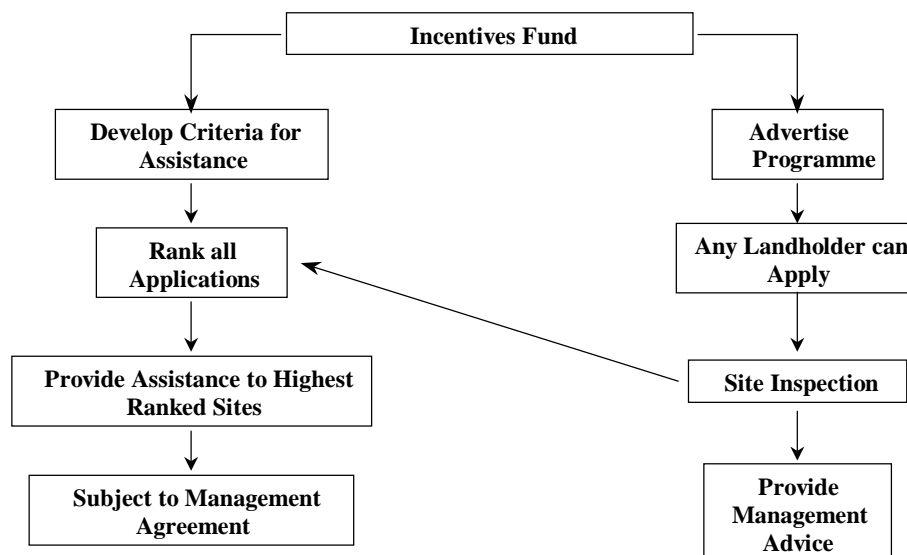 Incentives Fund
Develop Criteria for
Assistance
Advertise
Programme
Rank all
Applications
Any Landholder can
Apply
Provide Assistance to Highest
Ranked Sites
Site Inspection
Subject to Management
Agreement
Provide
Management
Advice